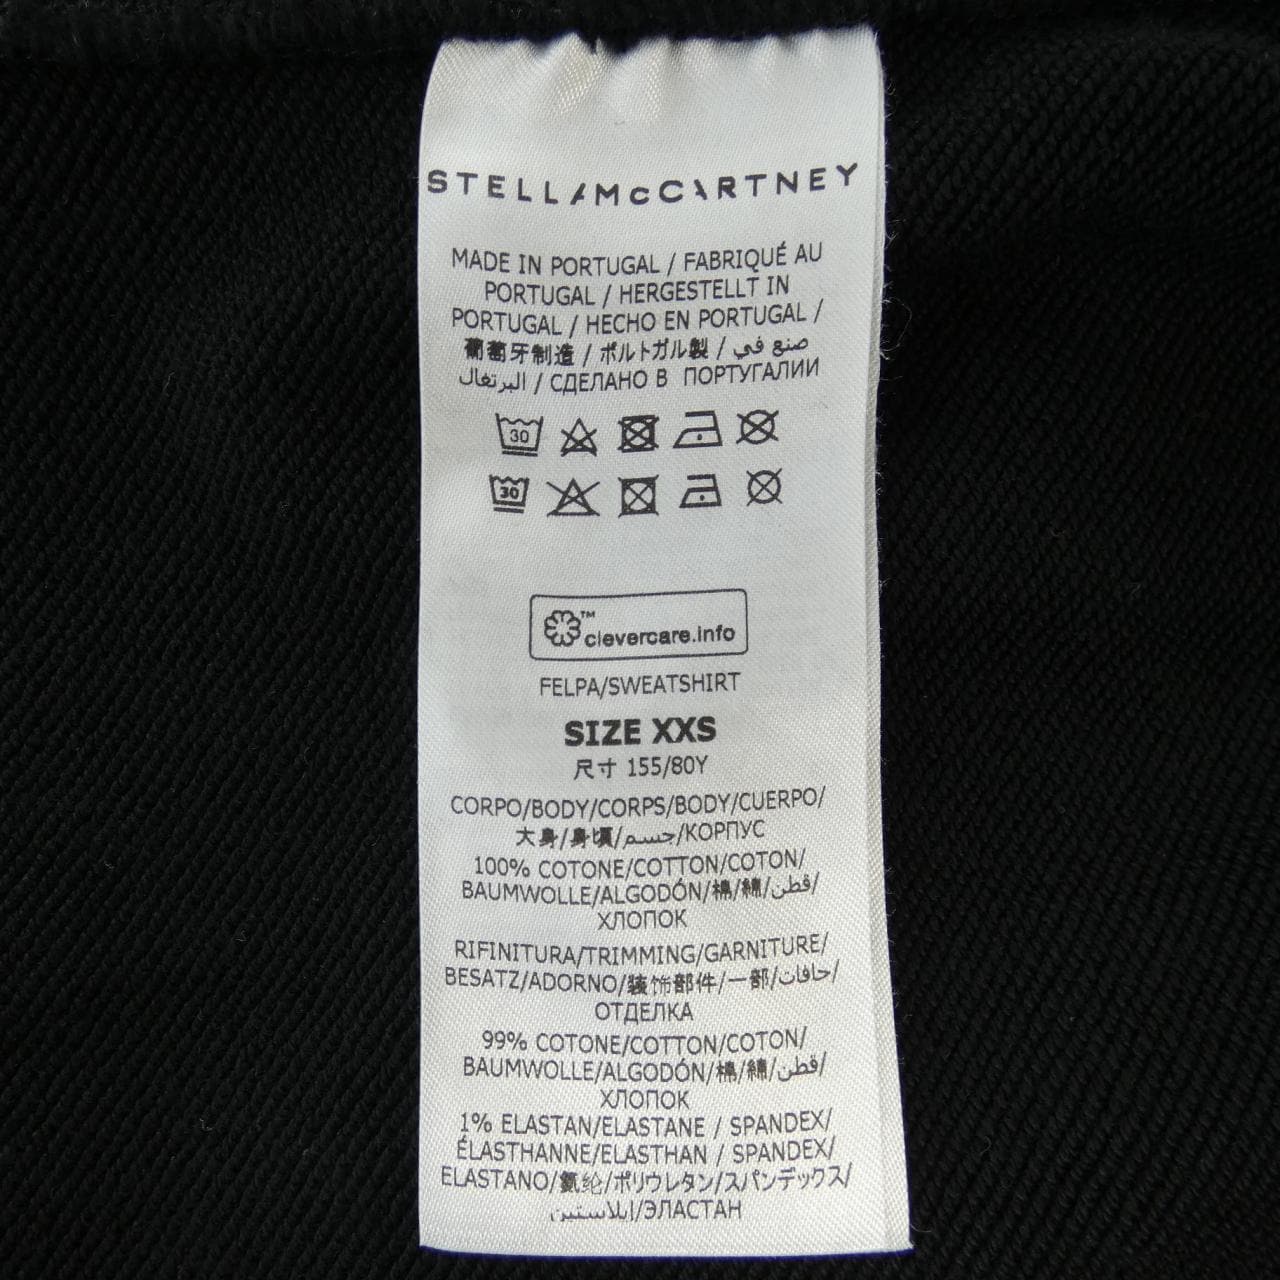 STELLA McCARTNEY
MADE IN PORTUGAL / FABRIQUÉ AU
PORTUGAL / HERGESTELLT IN
PORTUGAL / HECHO EN PORTUGAL /
葡萄牙制造 / ポルトガル製 / صنع في
البرتغال / СДЕЛАНО В ПОРТУГАЛИИ
30
30
™
clevercare.info
FELPA/SWEATSHIRT
SIZE XXS
尺寸 155/80Y
CORPO/BODY/CORPS/BODY/CUERPO/
大身/身頃/جسم/КОРПУС
100% COTONE/COTTON/COTON/
BAUMWOLLE/ALGODÓN/棉/綿/قطن/
ХЛОПОК
RIFINITURA/TRIMMING/GARNITURE/
BESATZ/ADORNO/装饰部件/一部/حافات/
ОТДЕЛКА
99% COTONE/COTTON/COTON/
BAUMWOLLE/ALGODÓN/棉/綿/قطن/
ХЛОПОК
1% ELASTAN/ELASTANE / SPANDEX/
ÉLASTHANNE/ELASTHAN / SPANDEX/
ELASTANO/氨纶/ポリウレタン/スパンデックス/
إيلاستين/ЭЛАСТАН